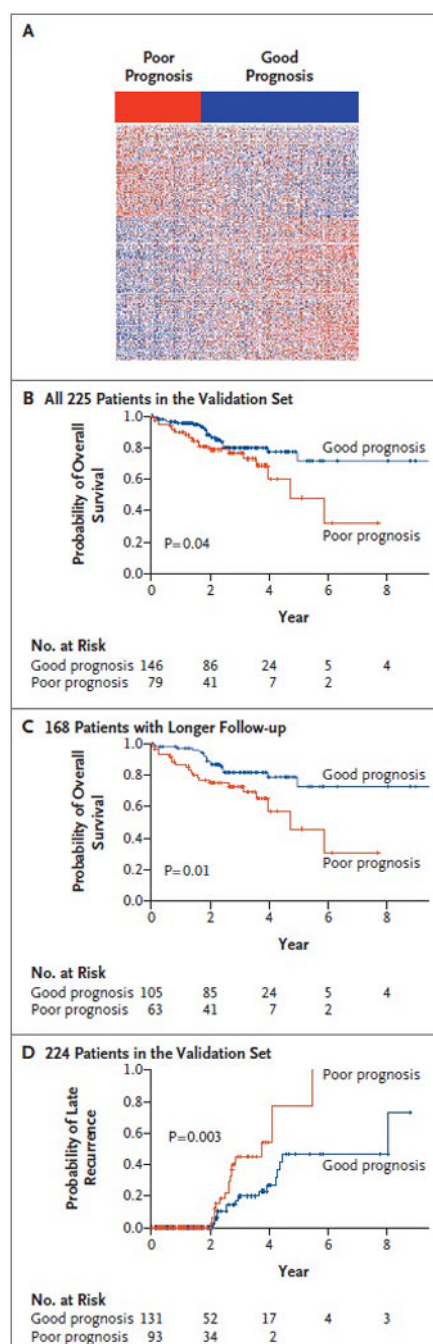 A
Poor Prognosis
Good Prognosis
B All 225 Patients in the Validation Set
Probability of Overall Survival
1.0
0.8
0.6
0.4
0.2
0.0
Good prognosis
Poor prognosis
P=0.04
0 2 4 6 8
Year
No. at Risk
Good prognosis 146 86 24 5 4
Poor prognosis 79 41 7 2
C 168 Patients with Longer Follow-up
Probability of Overall Survival
1.0
0.8
0.6
0.4
0.2
0.0
Good prognosis
Poor prognosis
P=0.01
0 2 4 6 8
Year
No. at Risk
Good prognosis 105 85 24 5 4
Poor prognosis 63 41 7 2
D 224 Patients in the Validation Set
Probability of Late Recurrence
1.0
0.8
0.6
0.4
0.2
0.0
Poor prognosis
P=0.003
Good prognosis
0 2 4 6 8
Year
No. at Risk
Good prognosis 131 52 17 4 3
Poor prognosis 93 34 2